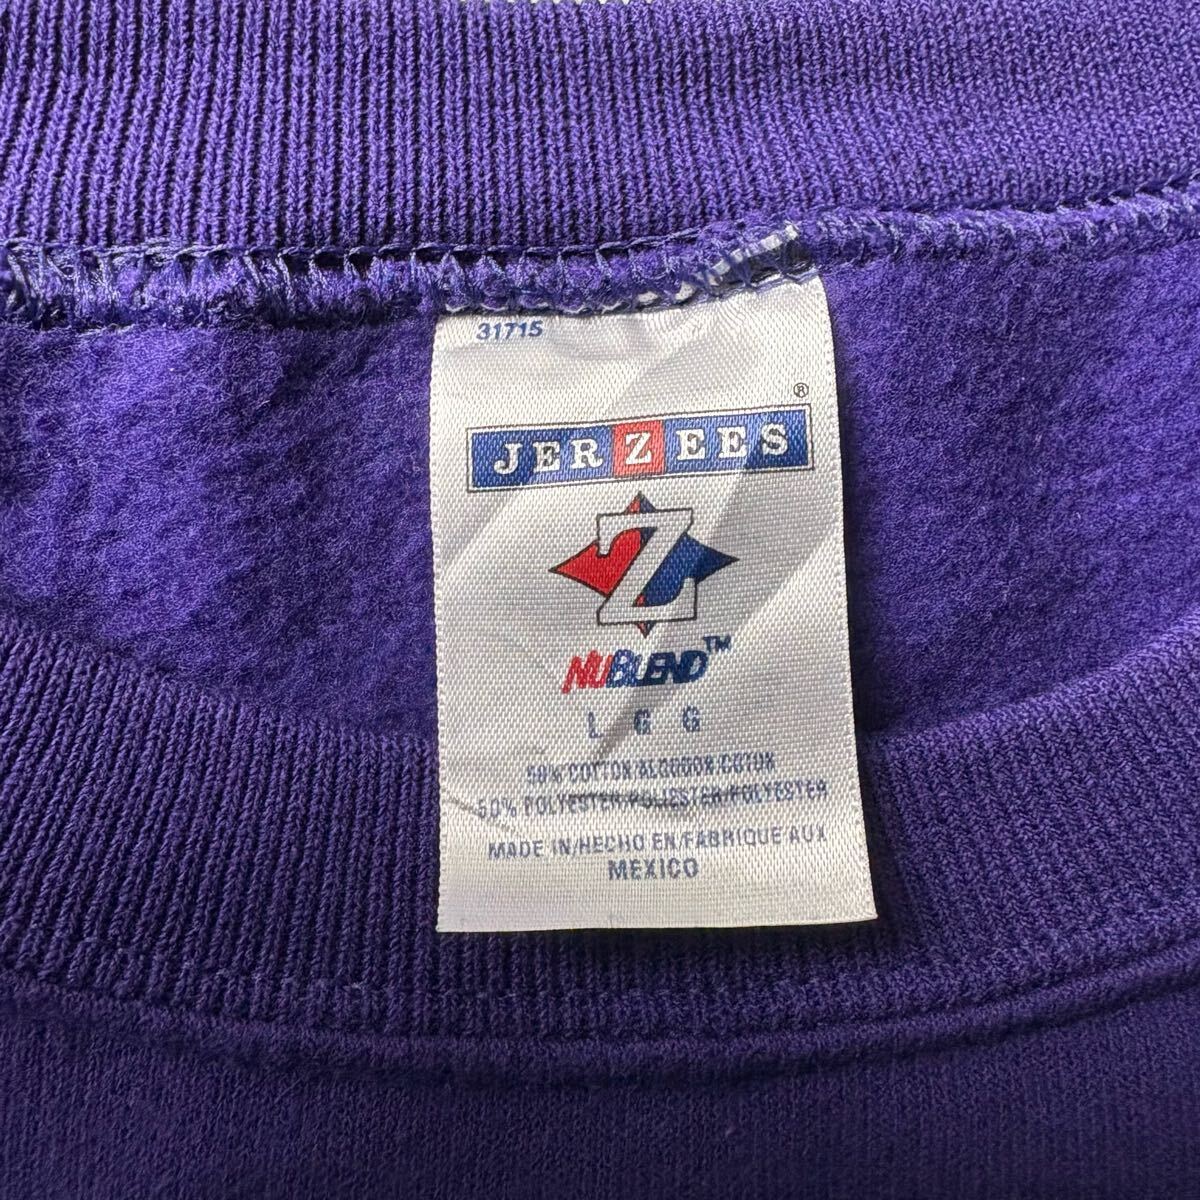 31715
®
JERZEES
Z
NUBLEND™
L G G
50% COTTON/ALGODON/COTON
50% POLYESTER/POLIESTER/POLYESTER
MADE IN/HECHO EN/FABRIQUE AUX
MEXICO